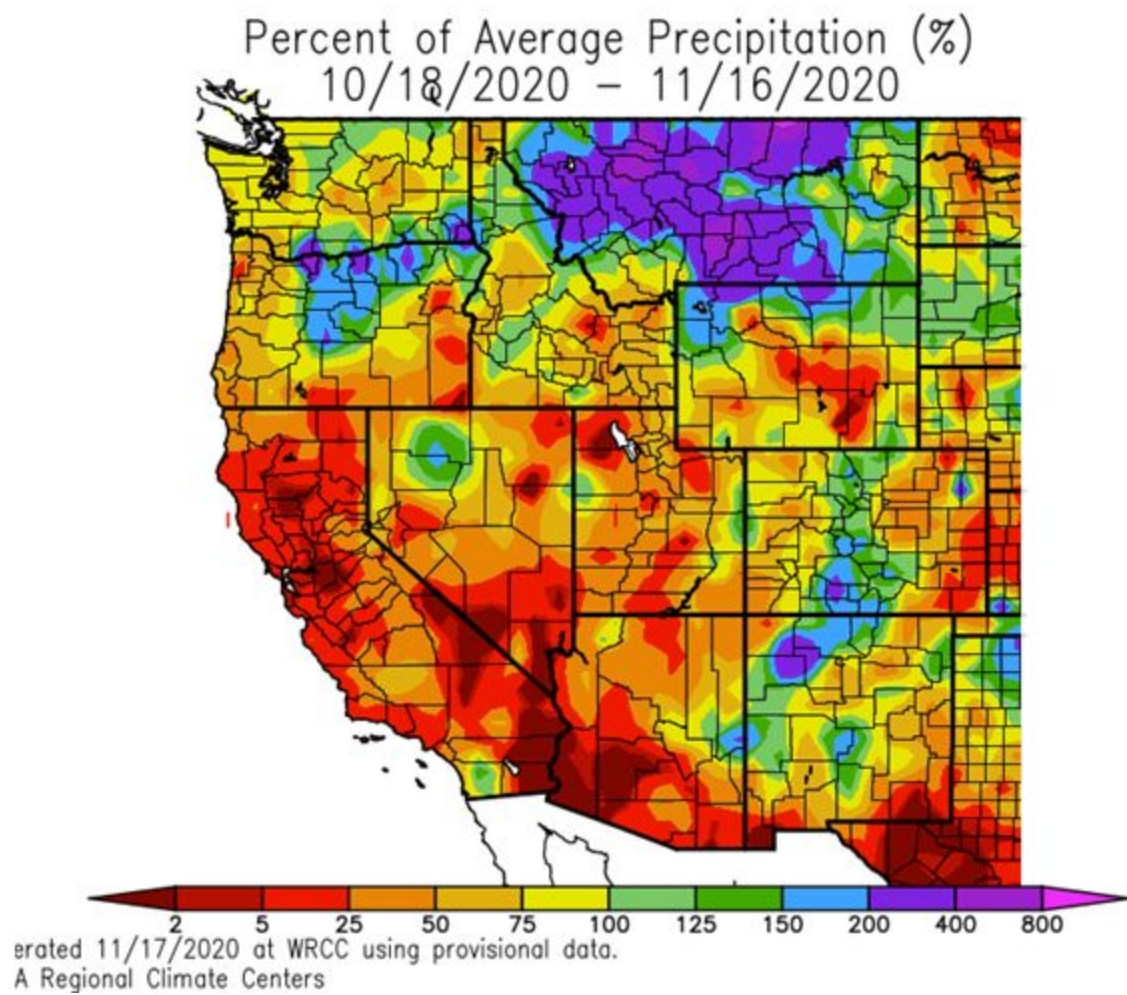 Percent of Average Precipitation (%)
10/18/2020 – 11/16/2020
2 5 25 50 75 100 125 150 200 400 800
erated 11/17/2020 at WRCC using provisional data.
A Regional Climate Centers